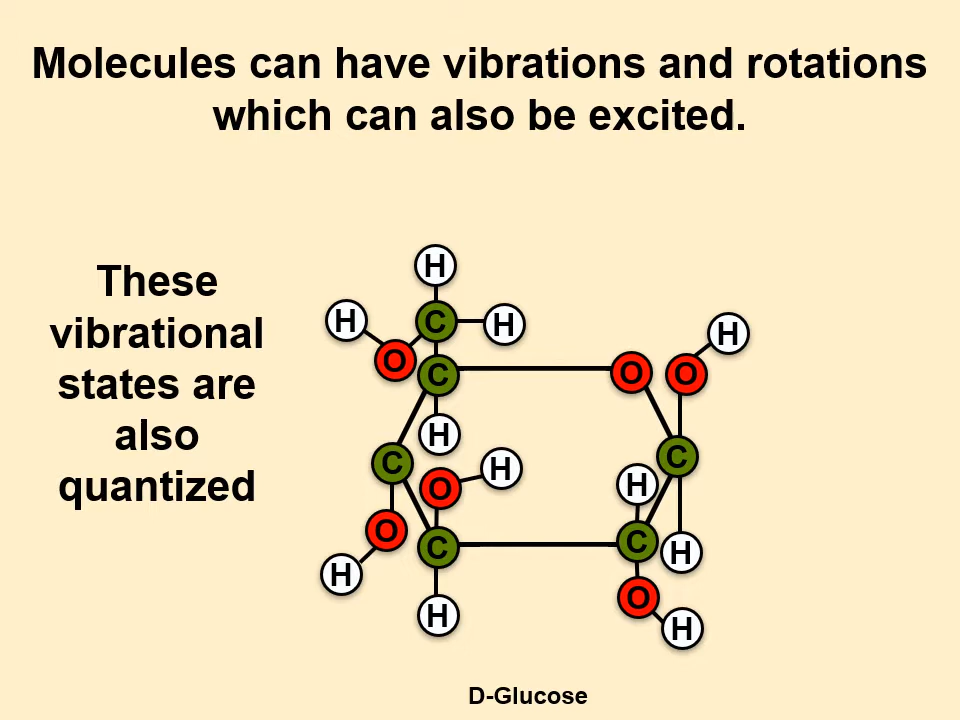 Molecules can have vibrations and rotations
which can also be excited.
These
vibrational
states are
also
quantized
H
H
C
H
H
O
C
O
O
H
C
C
O
H
H
H
O
C
C
H
H
O
H
H
D-Glucose